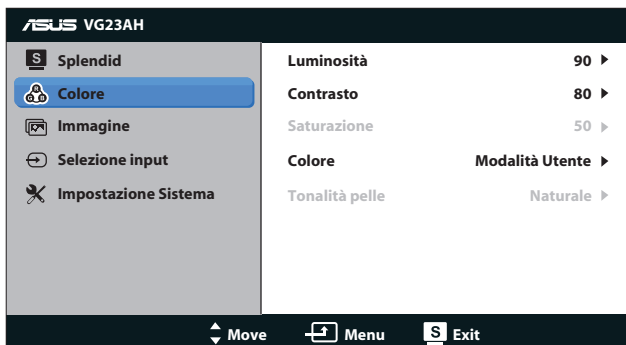 ASUS VG23AH
S Splendid
Colore
Immagine
Selezione input
Impostazione Sistema
Luminosità 90
Contrasto 80
Saturazione 50
Colore Modalità Utente
Tonalità pelle Naturale
Move Menu S Exit